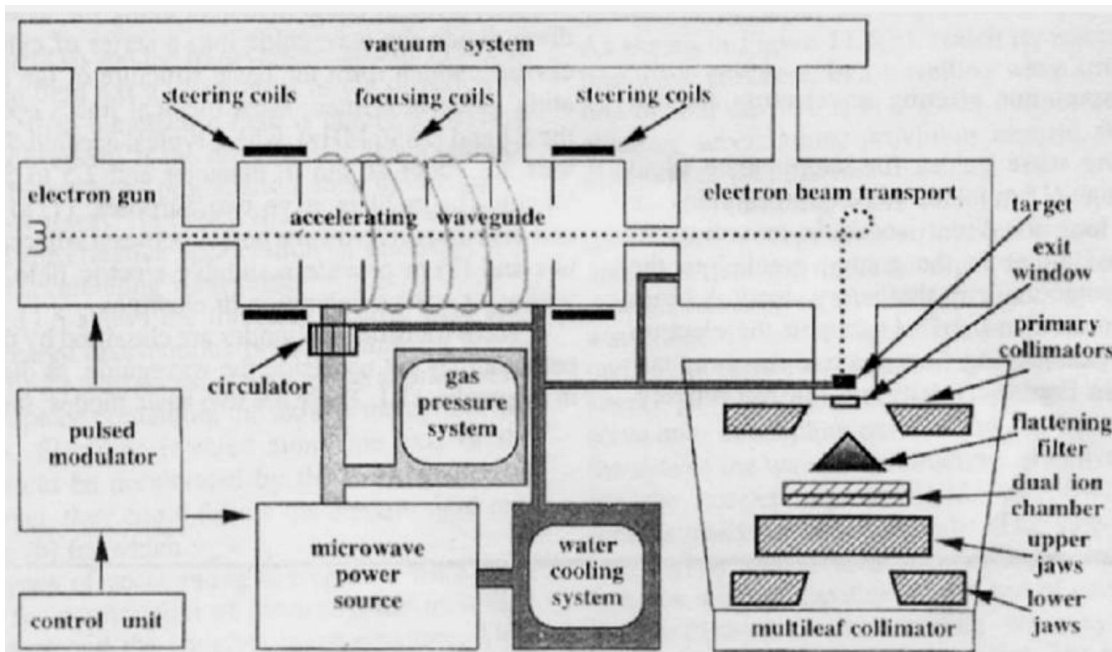 vacuum system
steering coils
focusing coils
steering coils
electron gun
accelerating
waveguide
electron beam transport
target
exit
window
primary
collimators
circulator
gas
pressure
system
flattening
filter
pulsed
modulator
dual ion
chamber
microwave
power
source
water
cooling
system
upper
jaws
control unit
multileaf collimator
lower
jaws